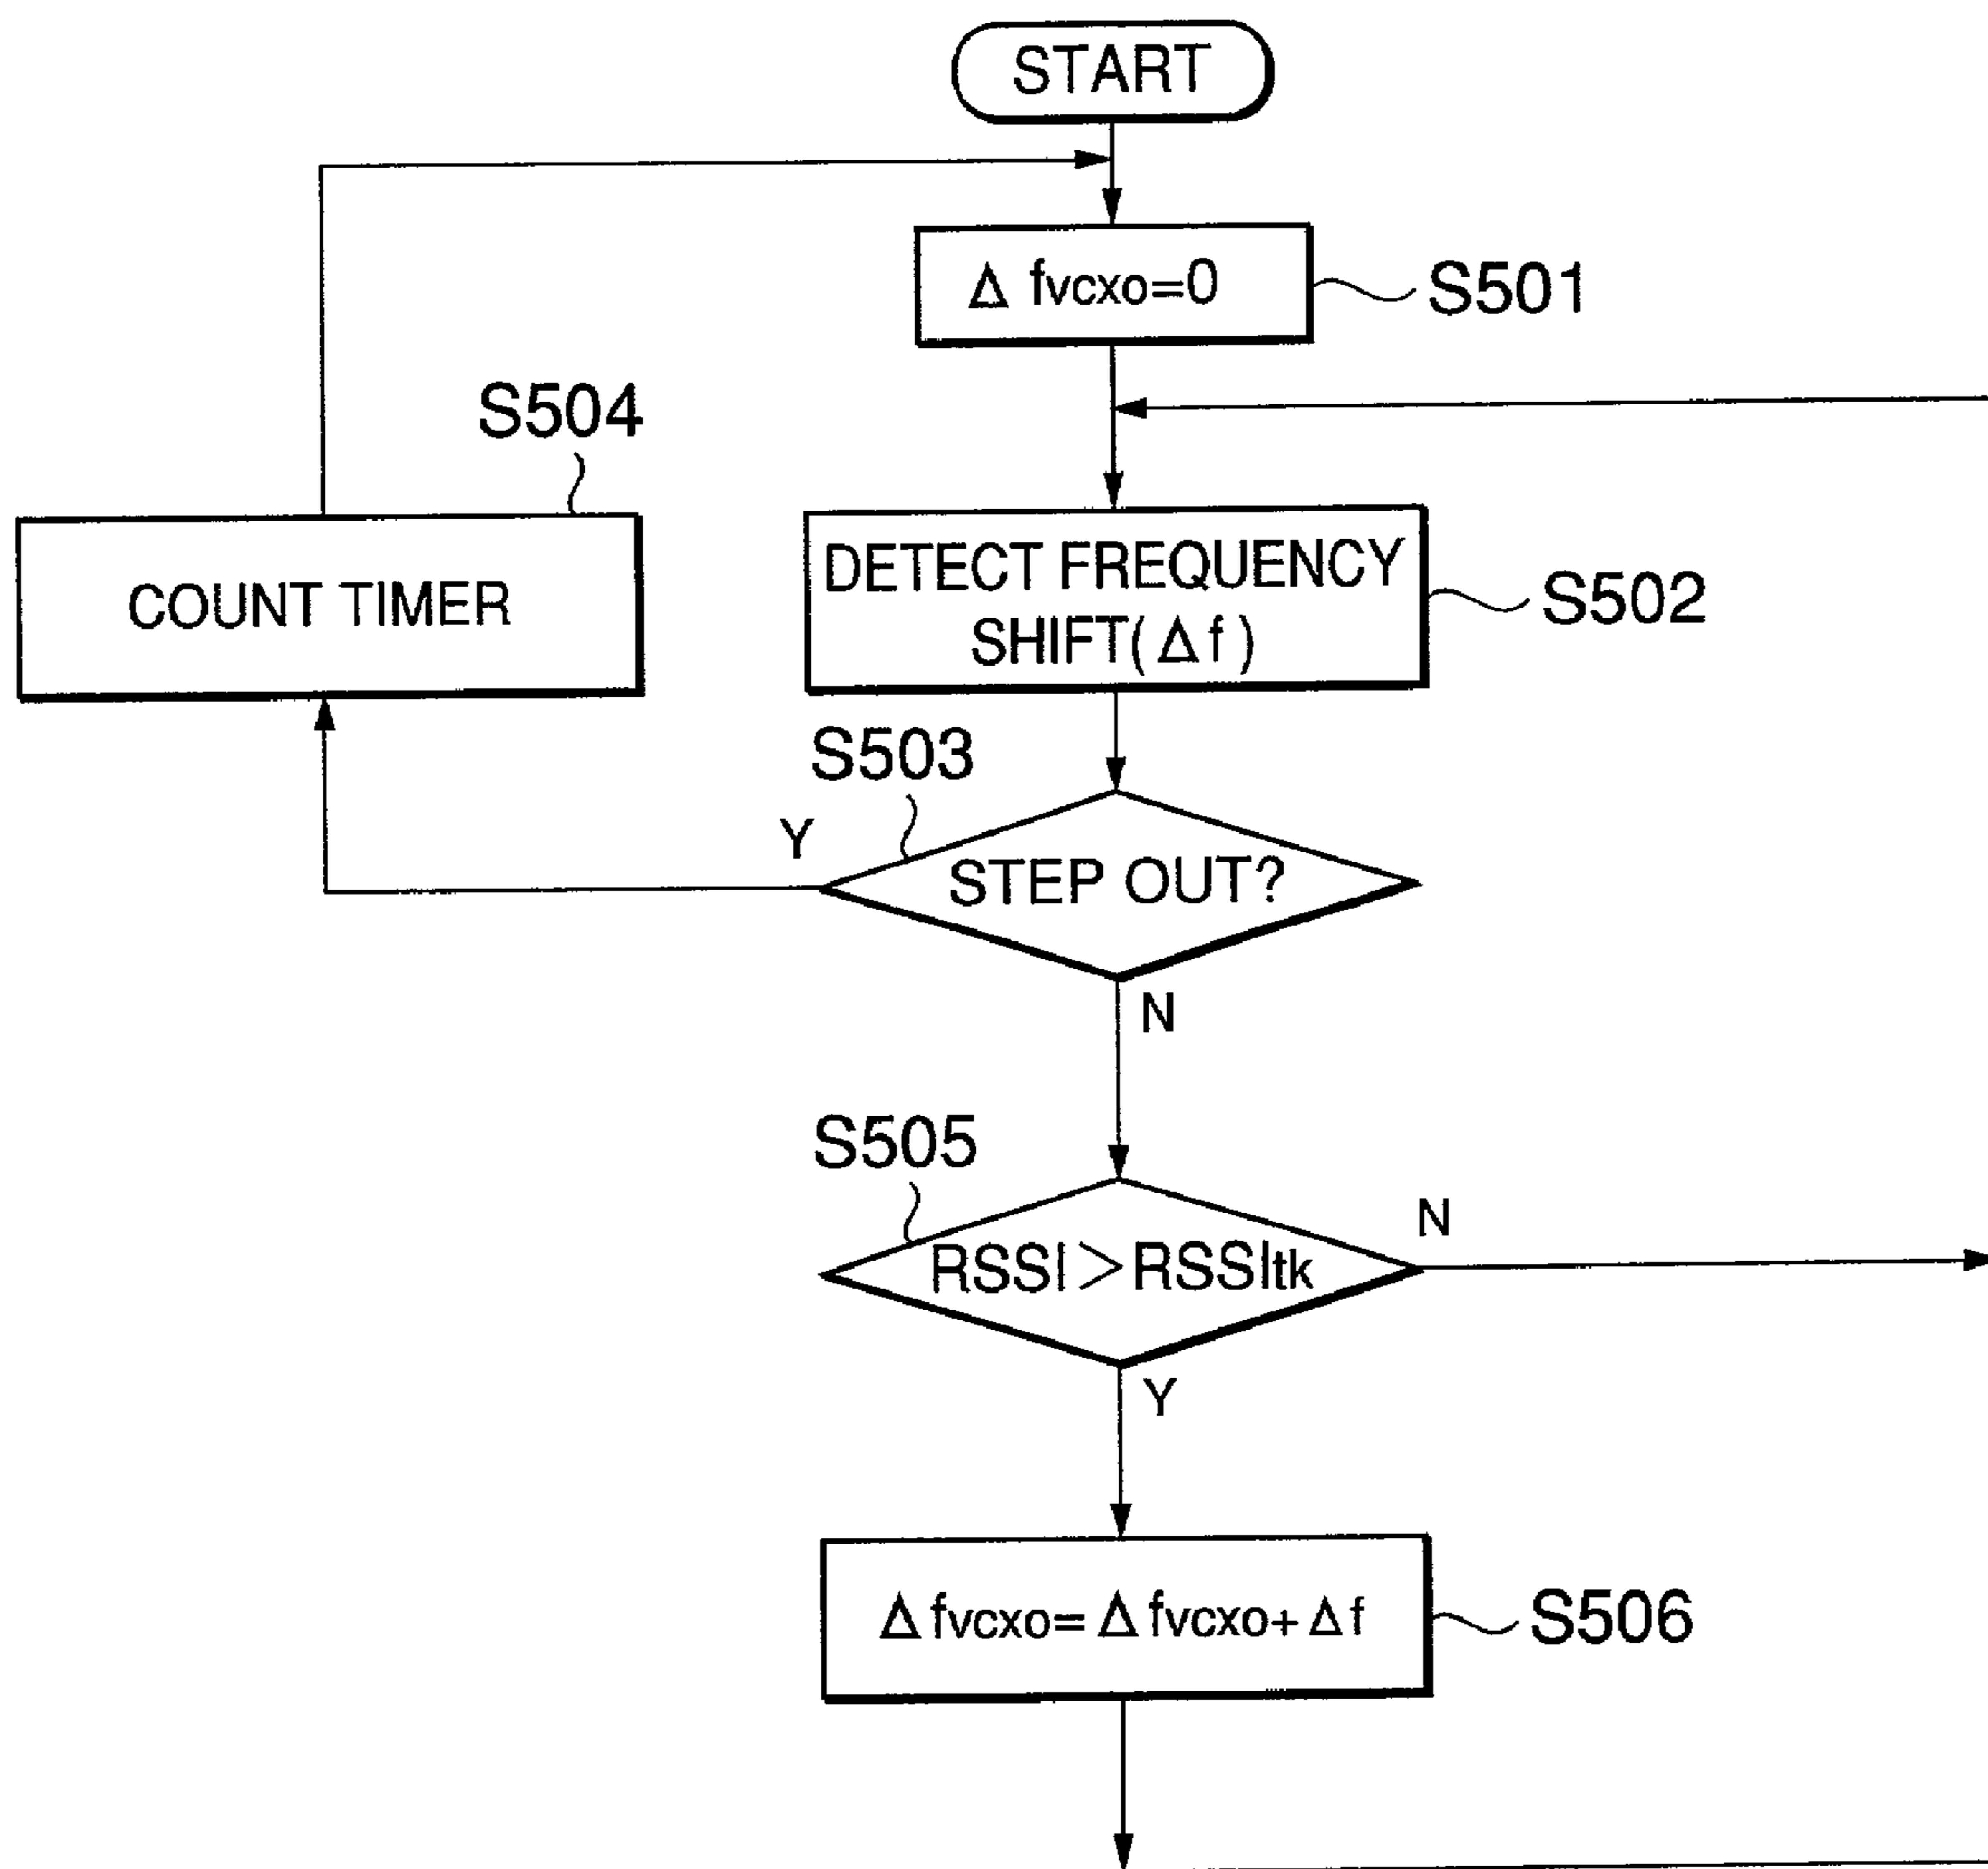 START
Δ fvcxo=0
S501
S504
COUNT TIMER
DETECT FREQUENCY
SHIFT( Δ f )
S502
S503
Y
STEP OUT?
N
S505
RSSI>RSSItk
N
Y
Δ fvcxo= Δ fvcxo+ Δ f
S506